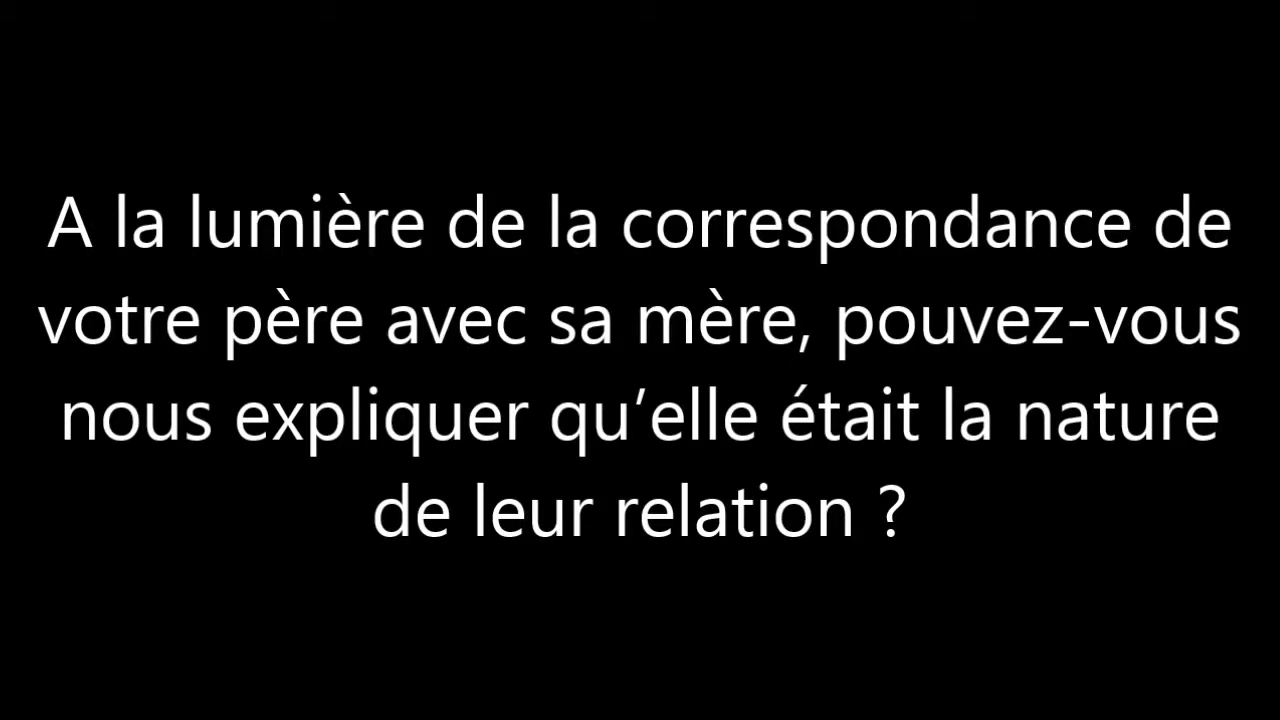 A la lumière de la correspondance de
votre père avec sa mère, pouvez-vous
nous expliquer qu’elle était la nature
de leur relation ?